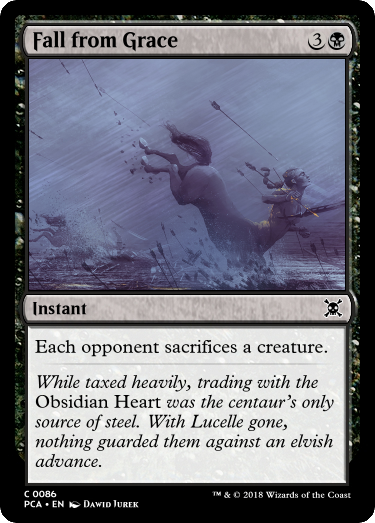 Fall from Grace 3
Instant
Each opponent sacrifices a creature.
While taxed heavily, trading with the
Obsidian Heart was the centaur's only
source of steel. With Lucelle gone,
nothing guarded them against an elvish
advance.
C 0086
PCA • EN Dawid Jurek
™ & © 2018 Wizards of the Coast